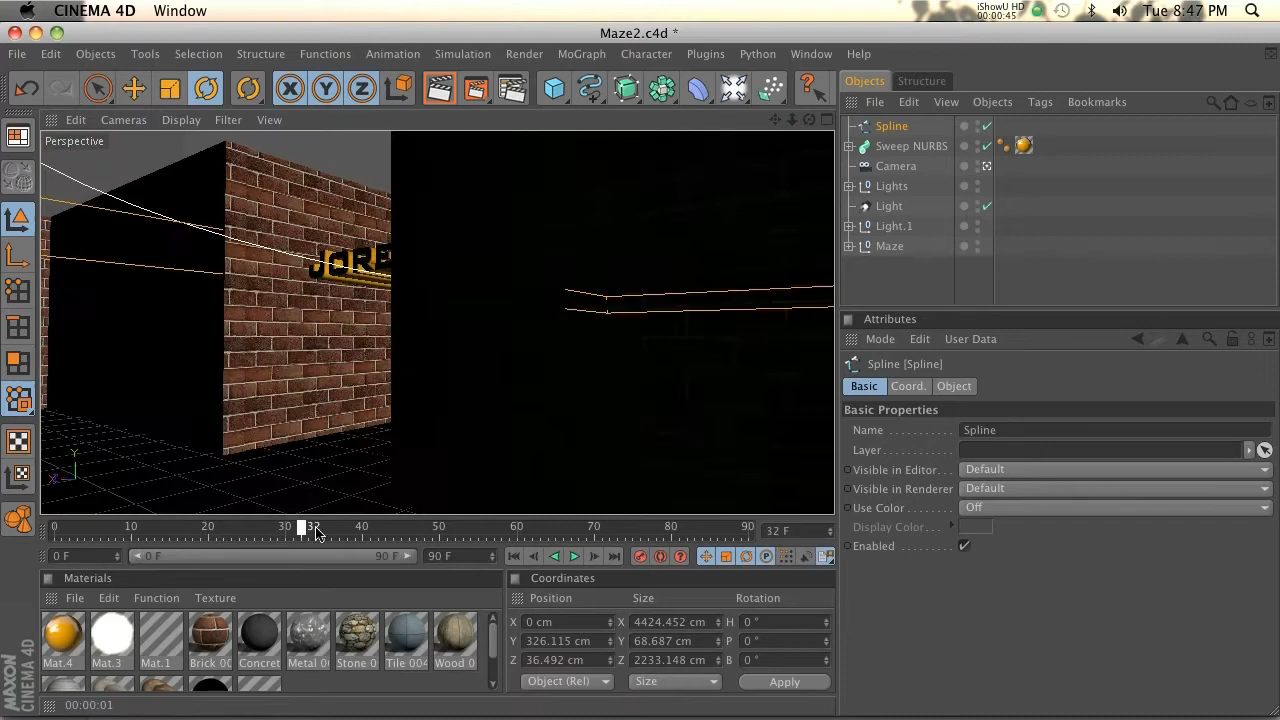 CINEMA 4D Window
iShowU HD
00:00:45
Tue 8:47 PM
Maze2.c4d *
File Edit Objects Tools Selection Structure Functions Animation Simulation Render MoGraph Character Plugins Python Window Help
X Y Z
Objects Structure
File Edit View Objects Tags Bookmarks
Edit Cameras Display Filter View
Perspective
Spline
Sweep NURBS
Camera
Lights
Light
Light.1
Maze
JORE
Y
X
Attributes
Mode Edit User Data
Spline [Spline]
Basic Coord. Object
Basic Properties
Name Spline
Layer
Visible in Editor Default
Visible in Renderer Default
Use Color Off
Display Color
Enabled
0 10 20 30 32 40 50 60 70 80 90
32 F
0 F 0 F 90 F 90 F
Materials
File Edit Function Texture
Mat.4 Mat.3 Mat.1 Brick 00 Concret Metal 00 Stone 0 Tile 004 Wood 0
Coordinates
Position Size Rotation
X 0 cm X 4424.452 cm H 0 °
Y 326.115 cm Y 68.687 cm P 0 °
Z 36.492 cm Z 2233.148 cm B 0 °
Object (Rel) Size Apply
MAXON
CINEMA 4D
00:00:01